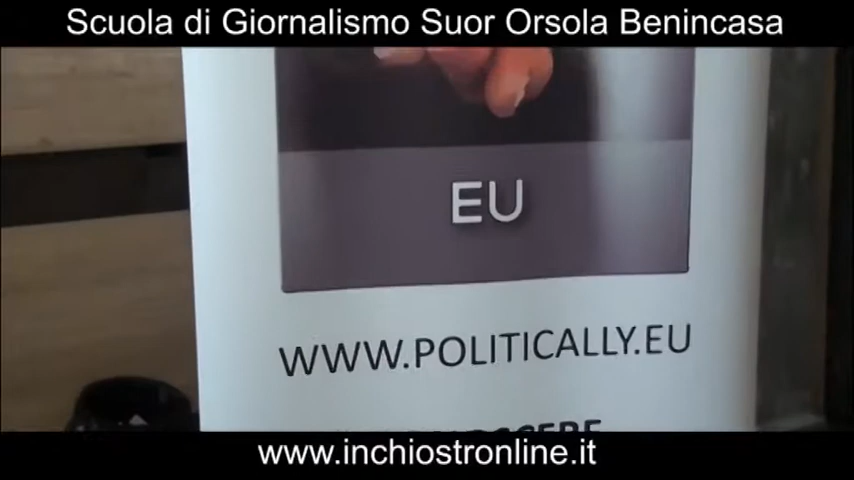 Scuola di Giornalismo Suor Orsola Benincasa
EU
WWW.POLITICALLY.EU
www.inchiostronline.it